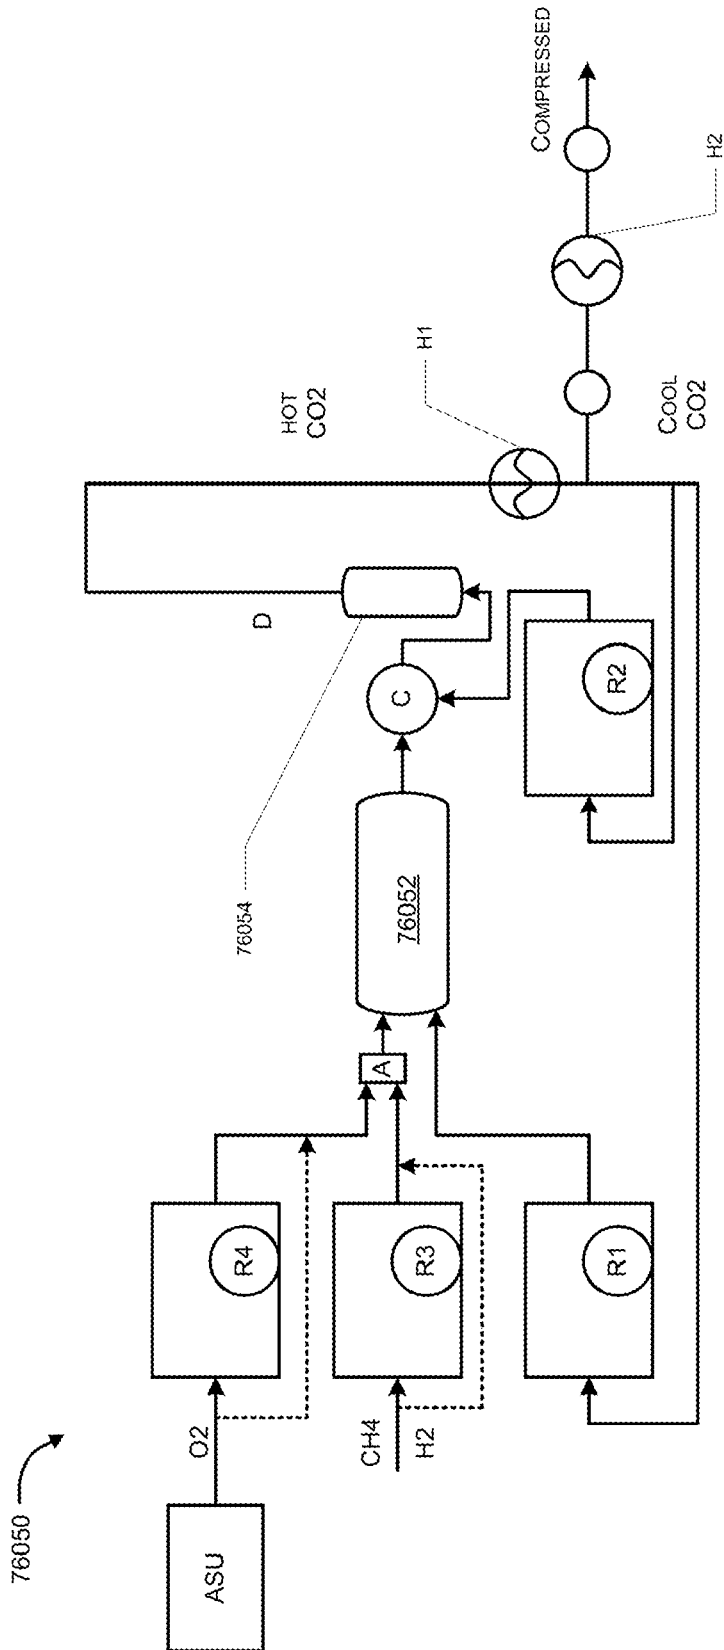 76050
ASU
O2
R4
CH4
H2
R3
R1
A
76052
76054
C
R2
D
HOT
CO2
H1
COOL
CO2
H2
COMPRESSED